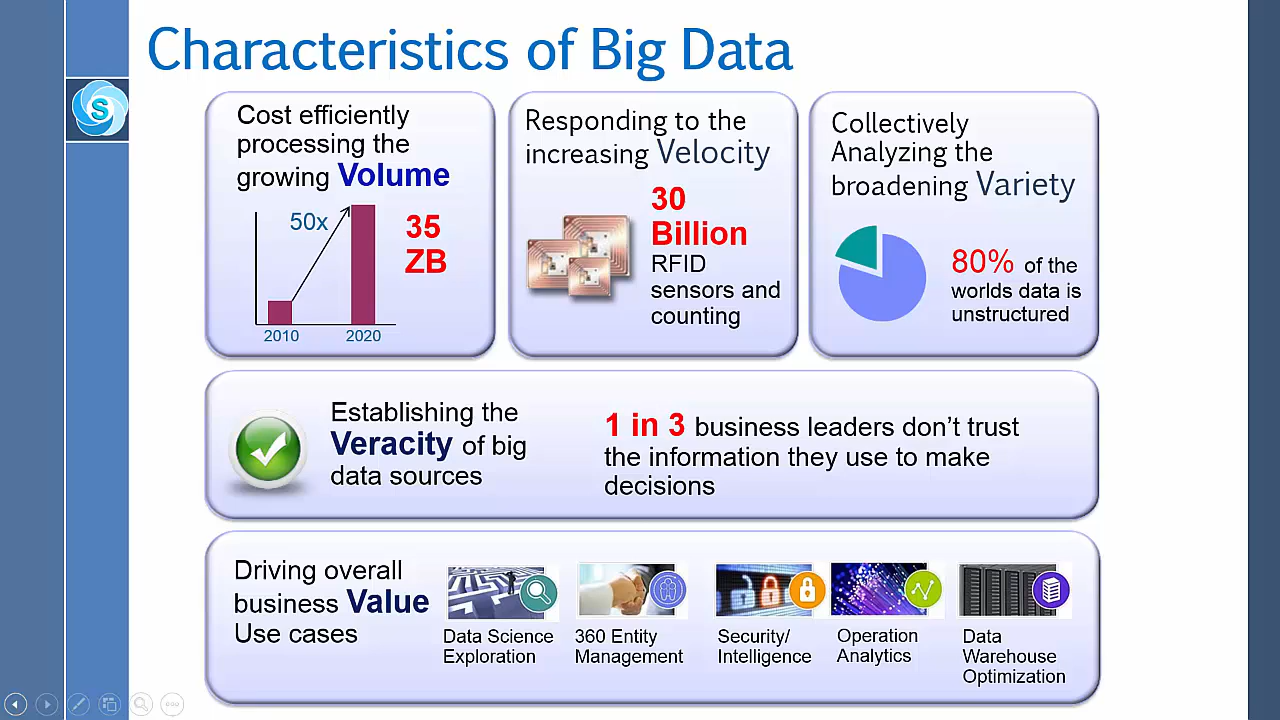 Characteristics of Big Data
S
Cost efficiently
processing the
growing Volume
50x
35
ZB
2010
2020
Responding to the
increasing Velocity
30
Billion
RFID
sensors and
counting
Collectively
Analyzing the
broadening Variety
80% of the
worlds data is
unstructured
Establishing the
Veracity of big
data sources
1 in 3 business leaders don’t trust
the information they use to make
decisions
Driving overall
business Value
Use cases
Data Science
Exploration
360 Entity
Management
Security/
Intelligence
Operation
Analytics
Data
Warehouse
Optimization